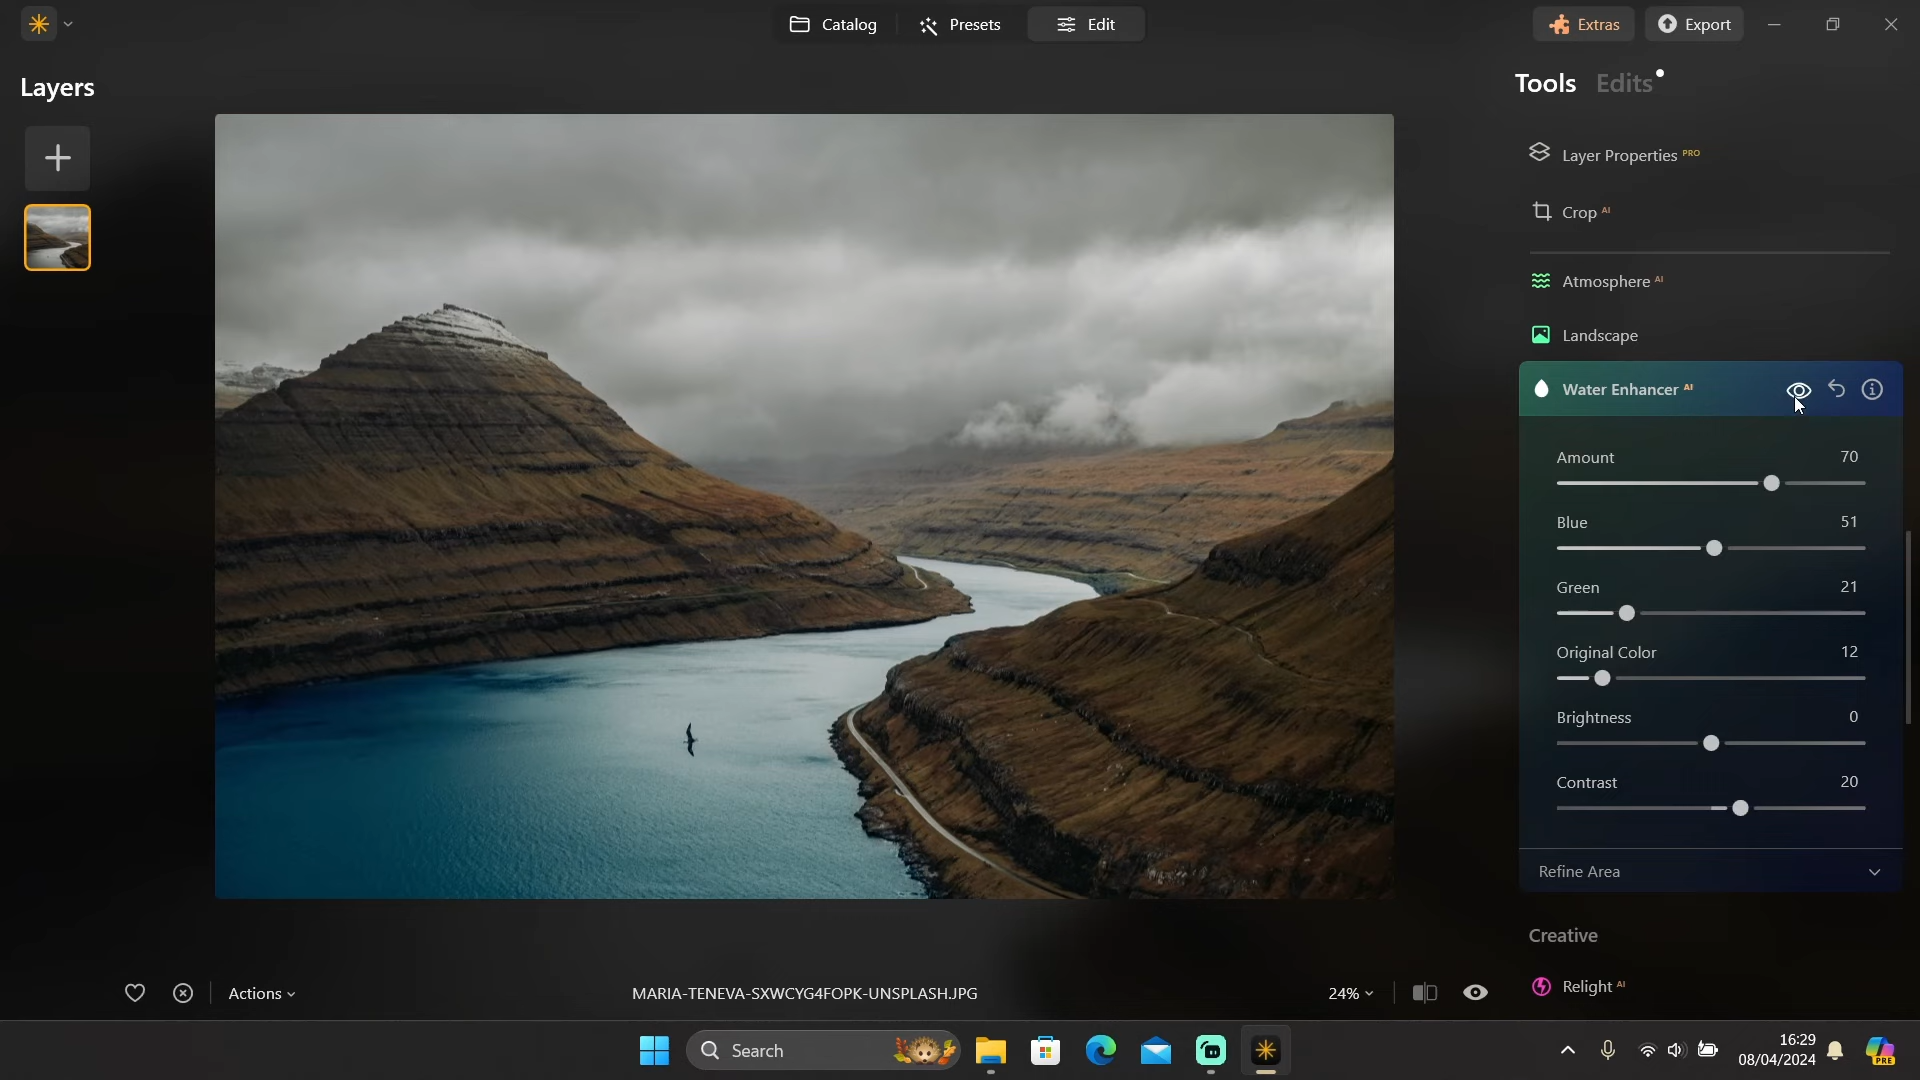 Catalog
Presets
Edit
Extras
Export
Layers
Tools
Edits
Layer Properties PRO
Crop AI
Atmosphere AI
Landscape
Water Enhancer AI
Amount 70
Blue 51
Green 21
Original Color 12
Brightness 0
Contrast 20
Refine Area
Creative
Relight AI
Actions
MARIA-TENEVA-SXWCYG4FOPK-UNSPLASH.JPG
24%
Search
16:29
08/04/2024
PRE